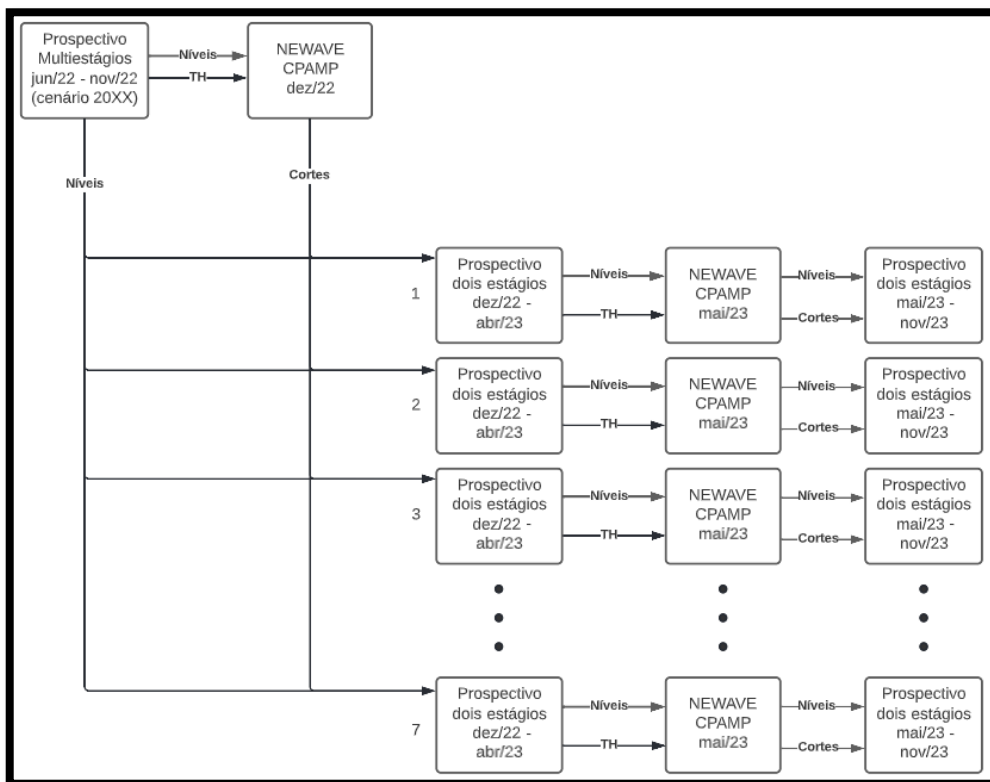 Prospectivo
Multiestágios
jun/22 - nov/22
(cenário 20XX)
Níveis
TH
NEWAVE
CPAMP
dez/22
Níveis
Cortes
1
Prospectivo
dois estágios
dez/22 -
abr/23
Níveis
TH
NEWAVE
CPAMP
mai/23
Níveis
Cortes
Prospectivo
dois estágios
mai/23 -
nov/23
2
Prospectivo
dois estágios
dez/22 -
abr/23
Níveis
TH
NEWAVE
CPAMP
mai/23
Níveis
Cortes
Prospectivo
dois estágios
mai/23 -
nov/23
3
Prospectivo
dois estágios
dez/22 -
abr/23
Níveis
TH
NEWAVE
CPAMP
mai/23
Níveis
Cortes
Prospectivo
dois estágios
mai/23 -
nov/23
7
Prospectivo
dois estágios
dez/22 -
abr/23
Níveis
TH
NEWAVE
CPAMP
mai/23
Níveis
Cortes
Prospectivo
dois estágios
mai/23 -
nov/23